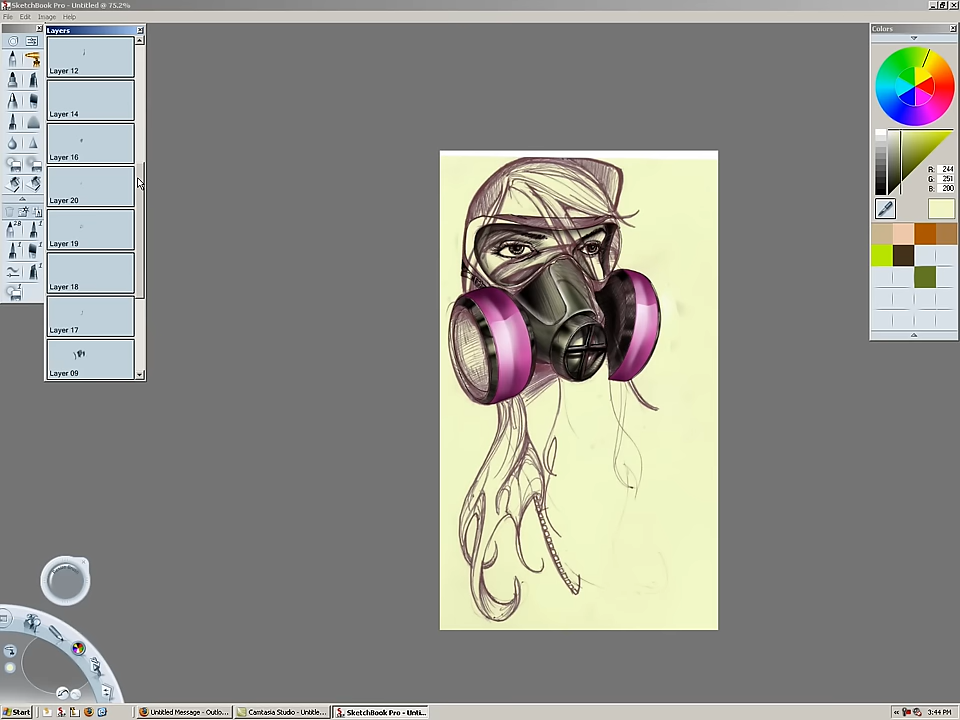 SketchBook Pro - Untitled @ 75.2%
File Edit Image Help
Layers
Layer 12
Layer 14
Layer 16
Layer 20
Layer 19
Layer 18
Layer 17
Layer 09
Colors
R: 244
G: 251
B: 200
Start
Untitled Message - Outlo...
Camtasia Studio - Untitle...
SketchBook Pro - Unti...
3:44 PM